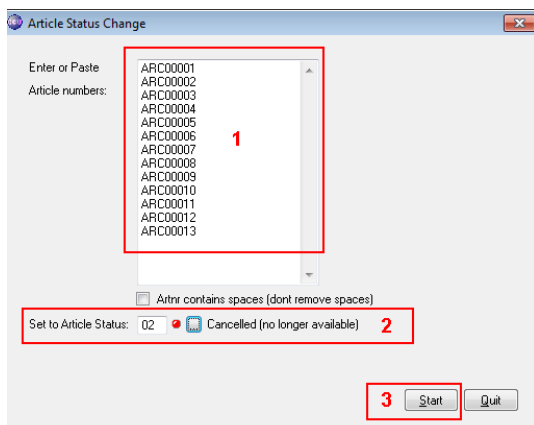 Article Status Change
Enter or Paste
Article numbers:
ARC00001
ARC00002
ARC00003
ARC00004
ARC00005
ARC00006
ARC00007
ARC00008
ARC00009
ARC00010
ARC00011
ARC00012
ARC00013
1
Artnr contains spaces (dont remove spaces)
Set to Article Status: 02 Cancelled (no longer available) 2
3 Start Quit